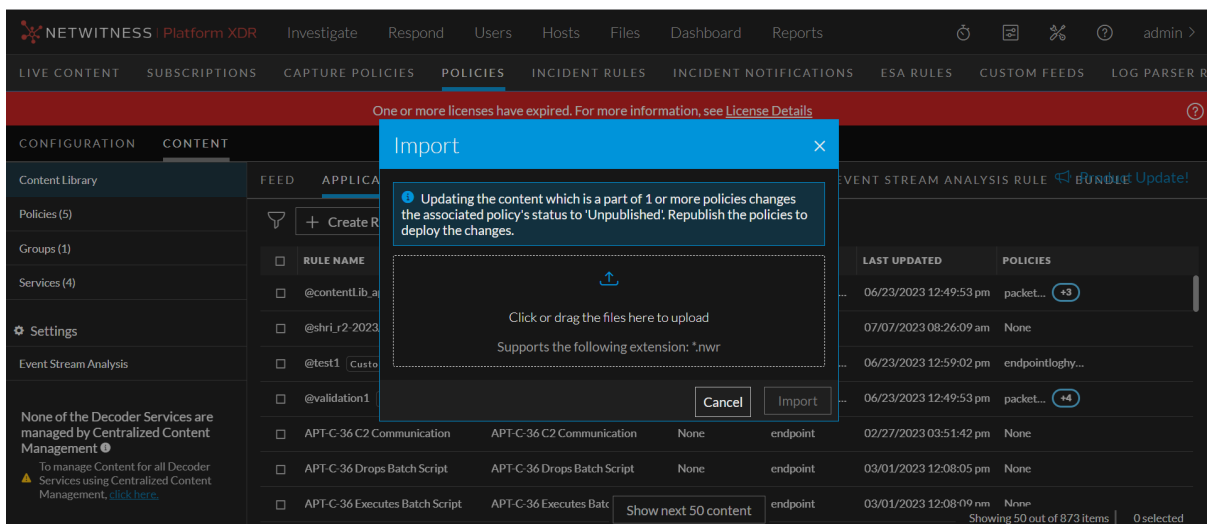 NETWITNESS Platform XDR Investigate Respond Users Hosts Files Dashboard Reports admin >
LIVE CONTENT SUBSCRIPTIONS CAPTURE POLICIES POLICIES INCIDENT RULES INCIDENT NOTIFICATIONS ESA RULES CUSTOM FEEDS LOG PARSER R
One or more licenses have expired. For more information, see License Details
CONFIGURATION CONTENT
Import
Content Library
FEED APPLICA
EVENT STREAM ANALYSIS RULE BUNDLE
Product Update!
Updating the content which is a part of 1 or more policies changes
the associated policy's status to 'Unpublished'. Republish the policies to
deploy the changes.
Policies (5)
+ Create R
Groups (1)
RULE NAME LAST UPDATED POLICIES
Services (4)
@contentLib_a ... 06/23/2023 12:49:53 pm packet... +3
Click or drag the files here to upload
Supports the following extension: *.nwr
Settings
@shri_r2-2023 07/07/2023 08:26:09 am None
Event Stream Analysis
@test1 Custo ... 06/23/2023 12:59:02 pm endpointloghy...
@validation1 ... 06/23/2023 12:49:53 pm packet... +4
Cancel Import
None of the Decoder Services are
managed by Centralized Content
Management
To manage Content for all Decoder
Services using Centralized Content
Management, click here.
APT-C-36 C2 Communication APT-C-36 C2 Communication None endpoint 02/27/2023 03:51:42 pm None
APT-C-36 Drops Batch Script APT-C-36 Drops Batch Script None endpoint 03/01/2023 12:08:05 pm None
APT-C-36 Executes Batch Script APT-C-36 Executes Batc endpoint 03/01/2023 12:08:09 pm None
Show next 50 content
Showing 50 out of 873 items 0 selected